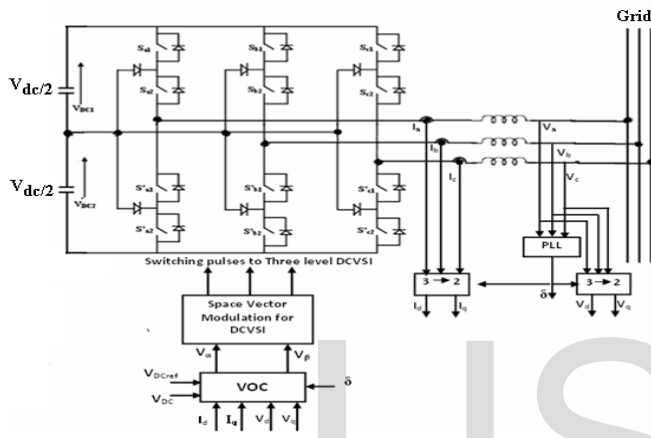 Grid
Sa1
Sb1
Sc1
Vdc/2
VDC1
Sa2
Sb2
Sc2
Ia
Va
Ib
Vb
Ic
Vc
Vdc/2
VDC2
S'a1
S'b1
S'c1
S'a2
S'b2
S'c2
PLL
Switching pulses to Three level DCVSI
3→2
δ
3→2
Id
Iq
Vd
Vq
Space Vector
Modulation for
DCVSI
Vα
Vβ
VDCref
VOC
δ
VDC
Id
Iq
Vd
Vq